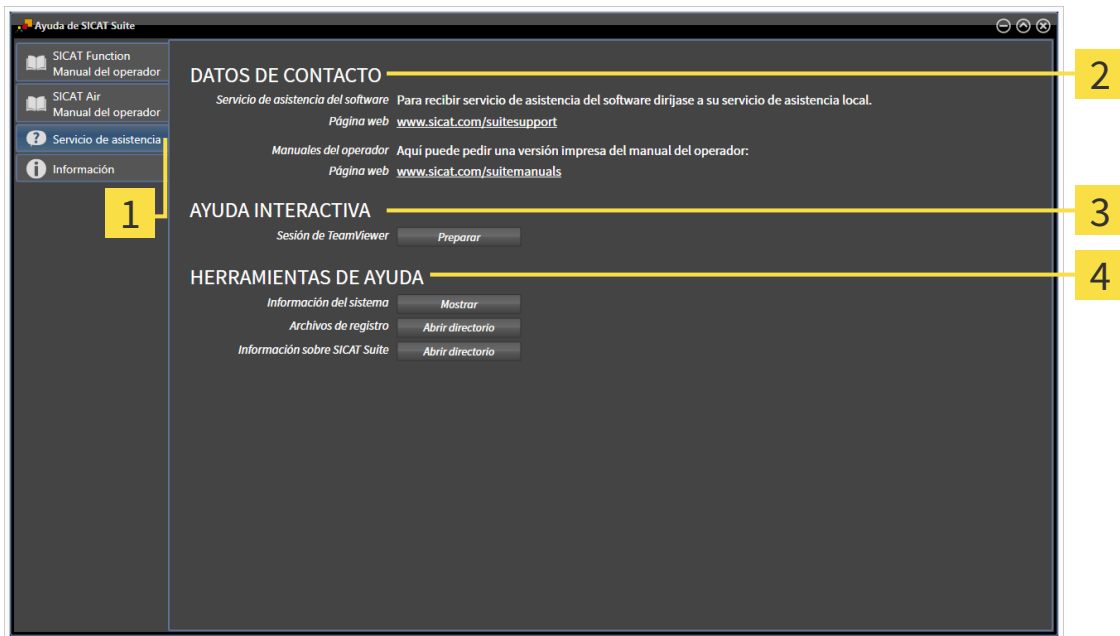 Ayuda de SICAT Suite
SICAT Function
Manual del operador
SICAT Air
Manual del operador
Servicio de asistencia
Información
1
DATOS DE CONTACTO
2
Servicio de asistencia del software Para recibir servicio de asistencia del software diríjase a su servicio de asistencia local.
Página web www.sicat.com/suitesupport
Manuales del operador Aquí puede pedir una versión impresa del manual del operador:
Página web www.sicat.com/suitemanuals
AYUDA INTERACTIVA
3
Sesión de TeamViewer Preparar
HERRAMIENTAS DE AYUDA
4
Información del sistema Mostrar
Archivos de registro Abrir directorio
Información sobre SICAT Suite Abrir directorio